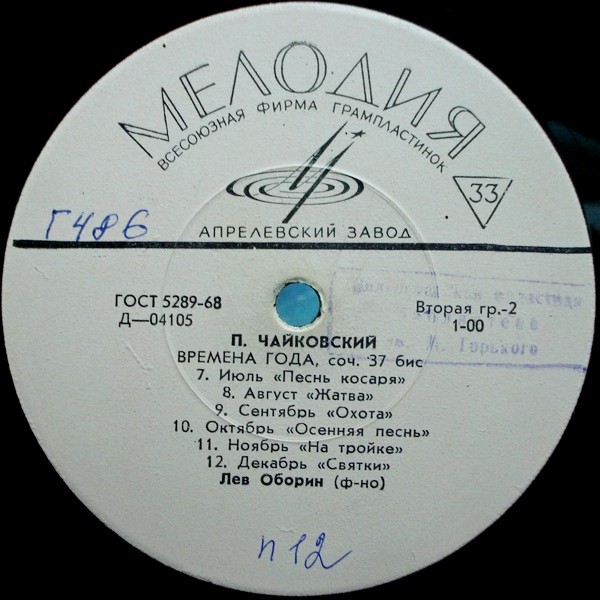 МЕЛОДИЯ
ВСЕСОЮЗНАЯ ФИРМА ГРАМПЛАСТИНОК
33
Г486
АПРЕЛЕВСКИЙ ЗАВОД
ГОСТ 5289-68
Д—04105
Вторая гр.-2
1-00
М. Горького
П. ЧАЙКОВСКИЙ
ВРЕМЕНА ГОДА, соч. 37 бис
7. Июль «Песнь косаря»
8. Август «Жатва»
9. Сентябрь «Охота»
10. Октябрь «Осенняя песнь»
11. Ноябрь «На тройке»
12. Декабрь «Святки»
Лев Оборин (ф-но)
п12